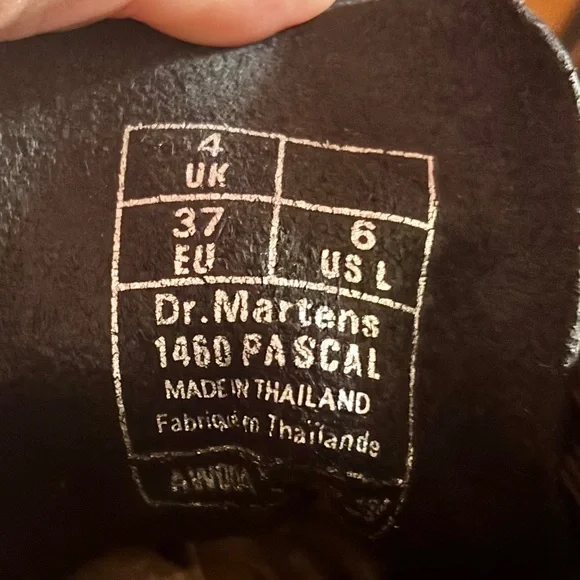 4
UK
37
EU
6
US L
Dr. Martens
1460 PASCAL
MADE IN THAILAND
Fabriqué en Thaïlande